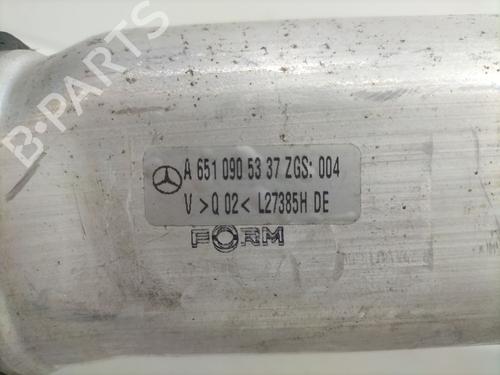 B-PARTS
A 651 090 53 37 ZGS: 004
V > Q 02 < L27385H DE
FORM